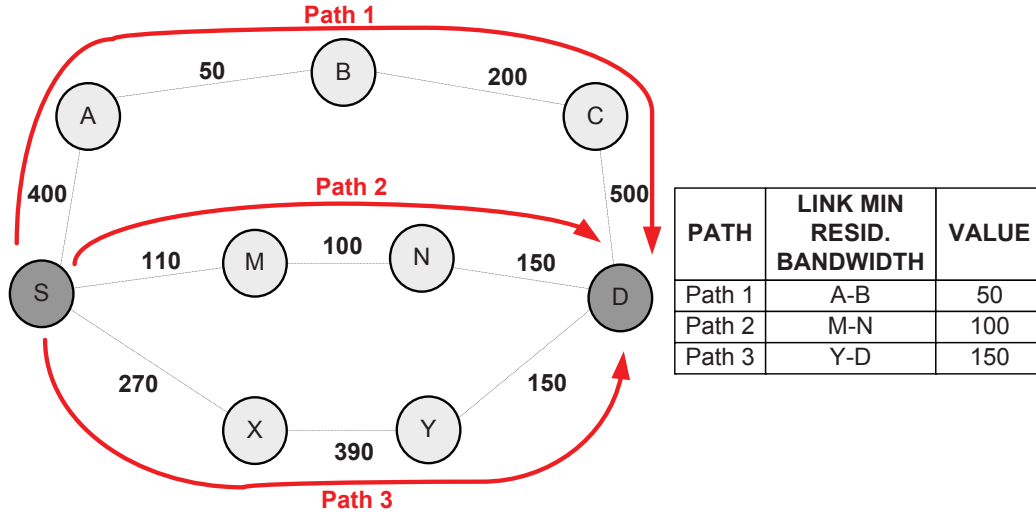 Path 1
50
B
200
A
C
400
Path 2
500
110
M
100
N
150
S
D
270
150
X
Y
390
Path 3
PATH
LINK MIN
RESID.
BANDWIDTH
VALUE
Path 1 A-B 50
Path 2 M-N 100
Path 3 Y-D 150